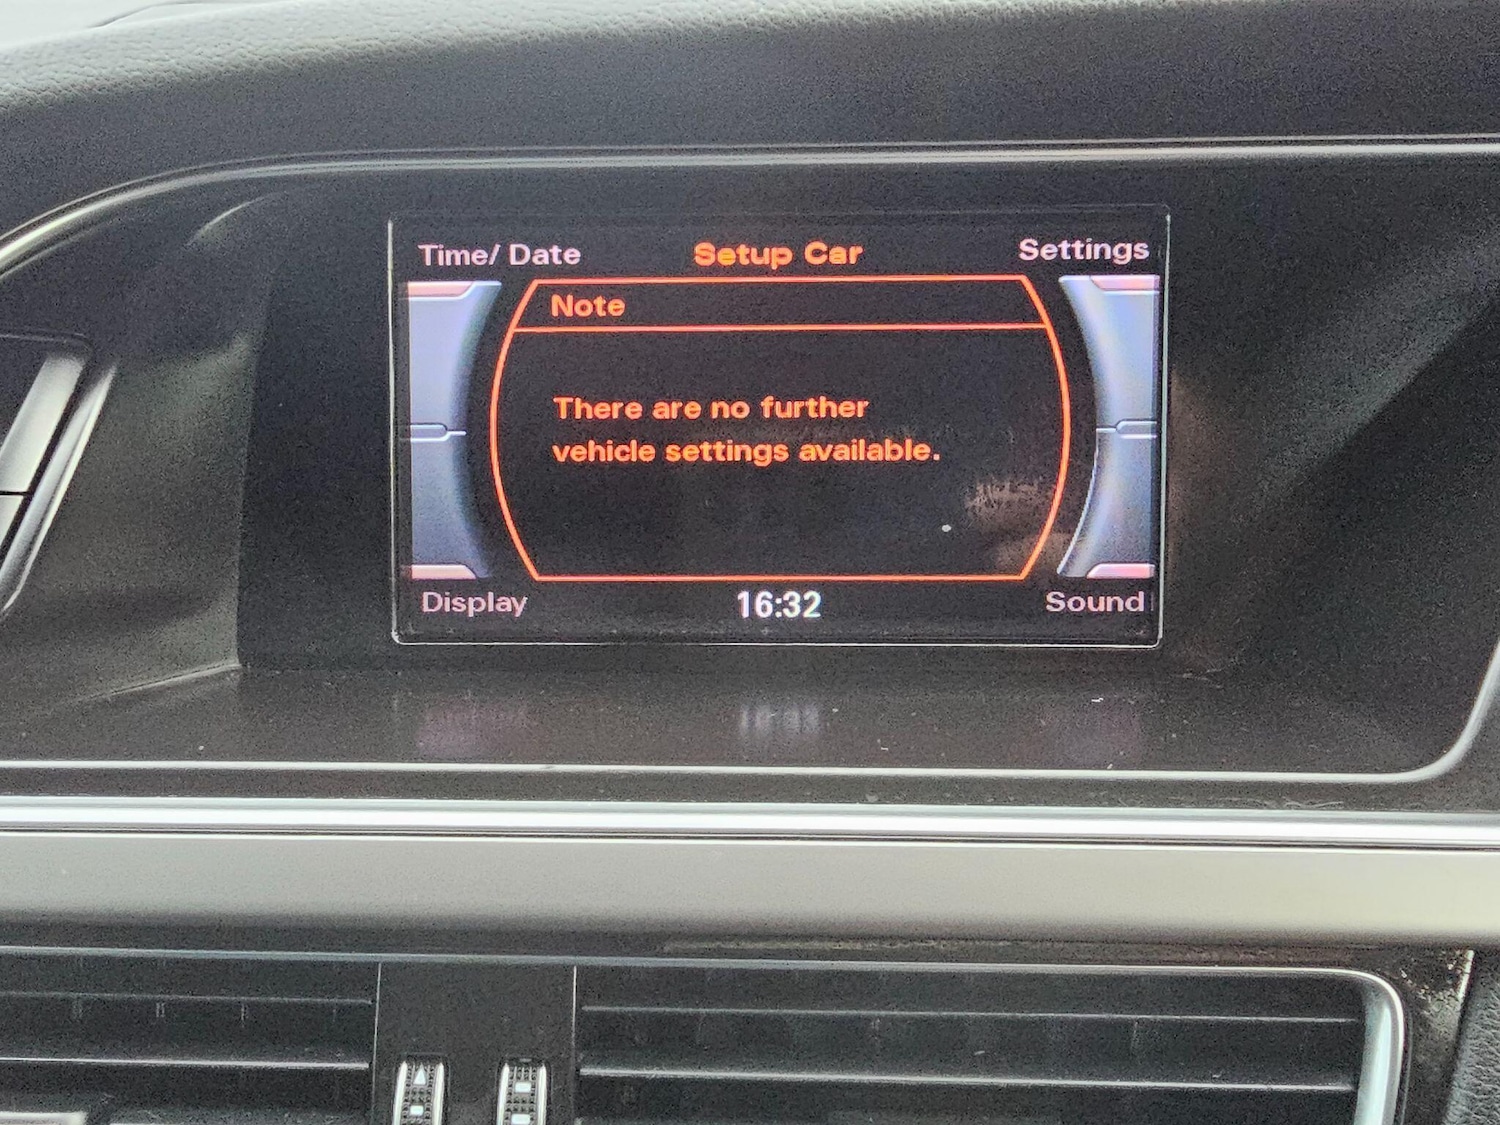 Time/ Date
Setup Car
Settings
Note
There are no further
vehicle settings available.
Display
16:32
Sound